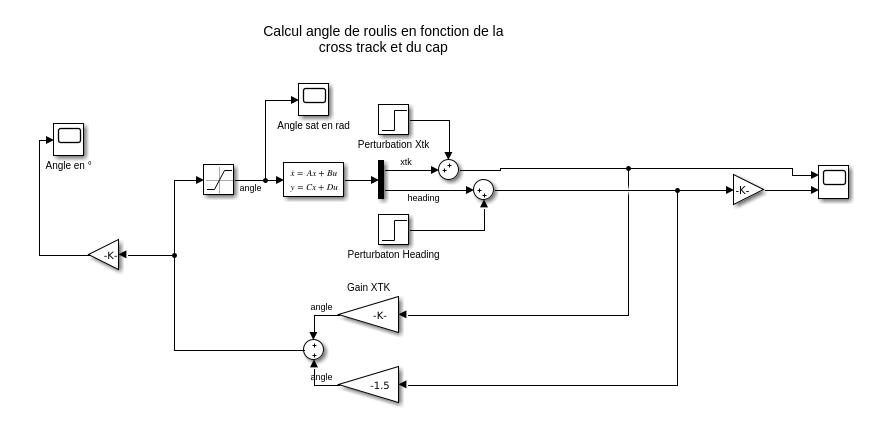 Calcul angle de roulis en fonction de la
cross track et du cap
Angle sat en rad
Perturbation Xtk
Angle en °
angle
ẋ = Ax + Bu
y = Cx + Du
xtk
heading
-K-
Perturbaton Heading
-K-
Gain XTK
angle
-K-
angle
-1.5